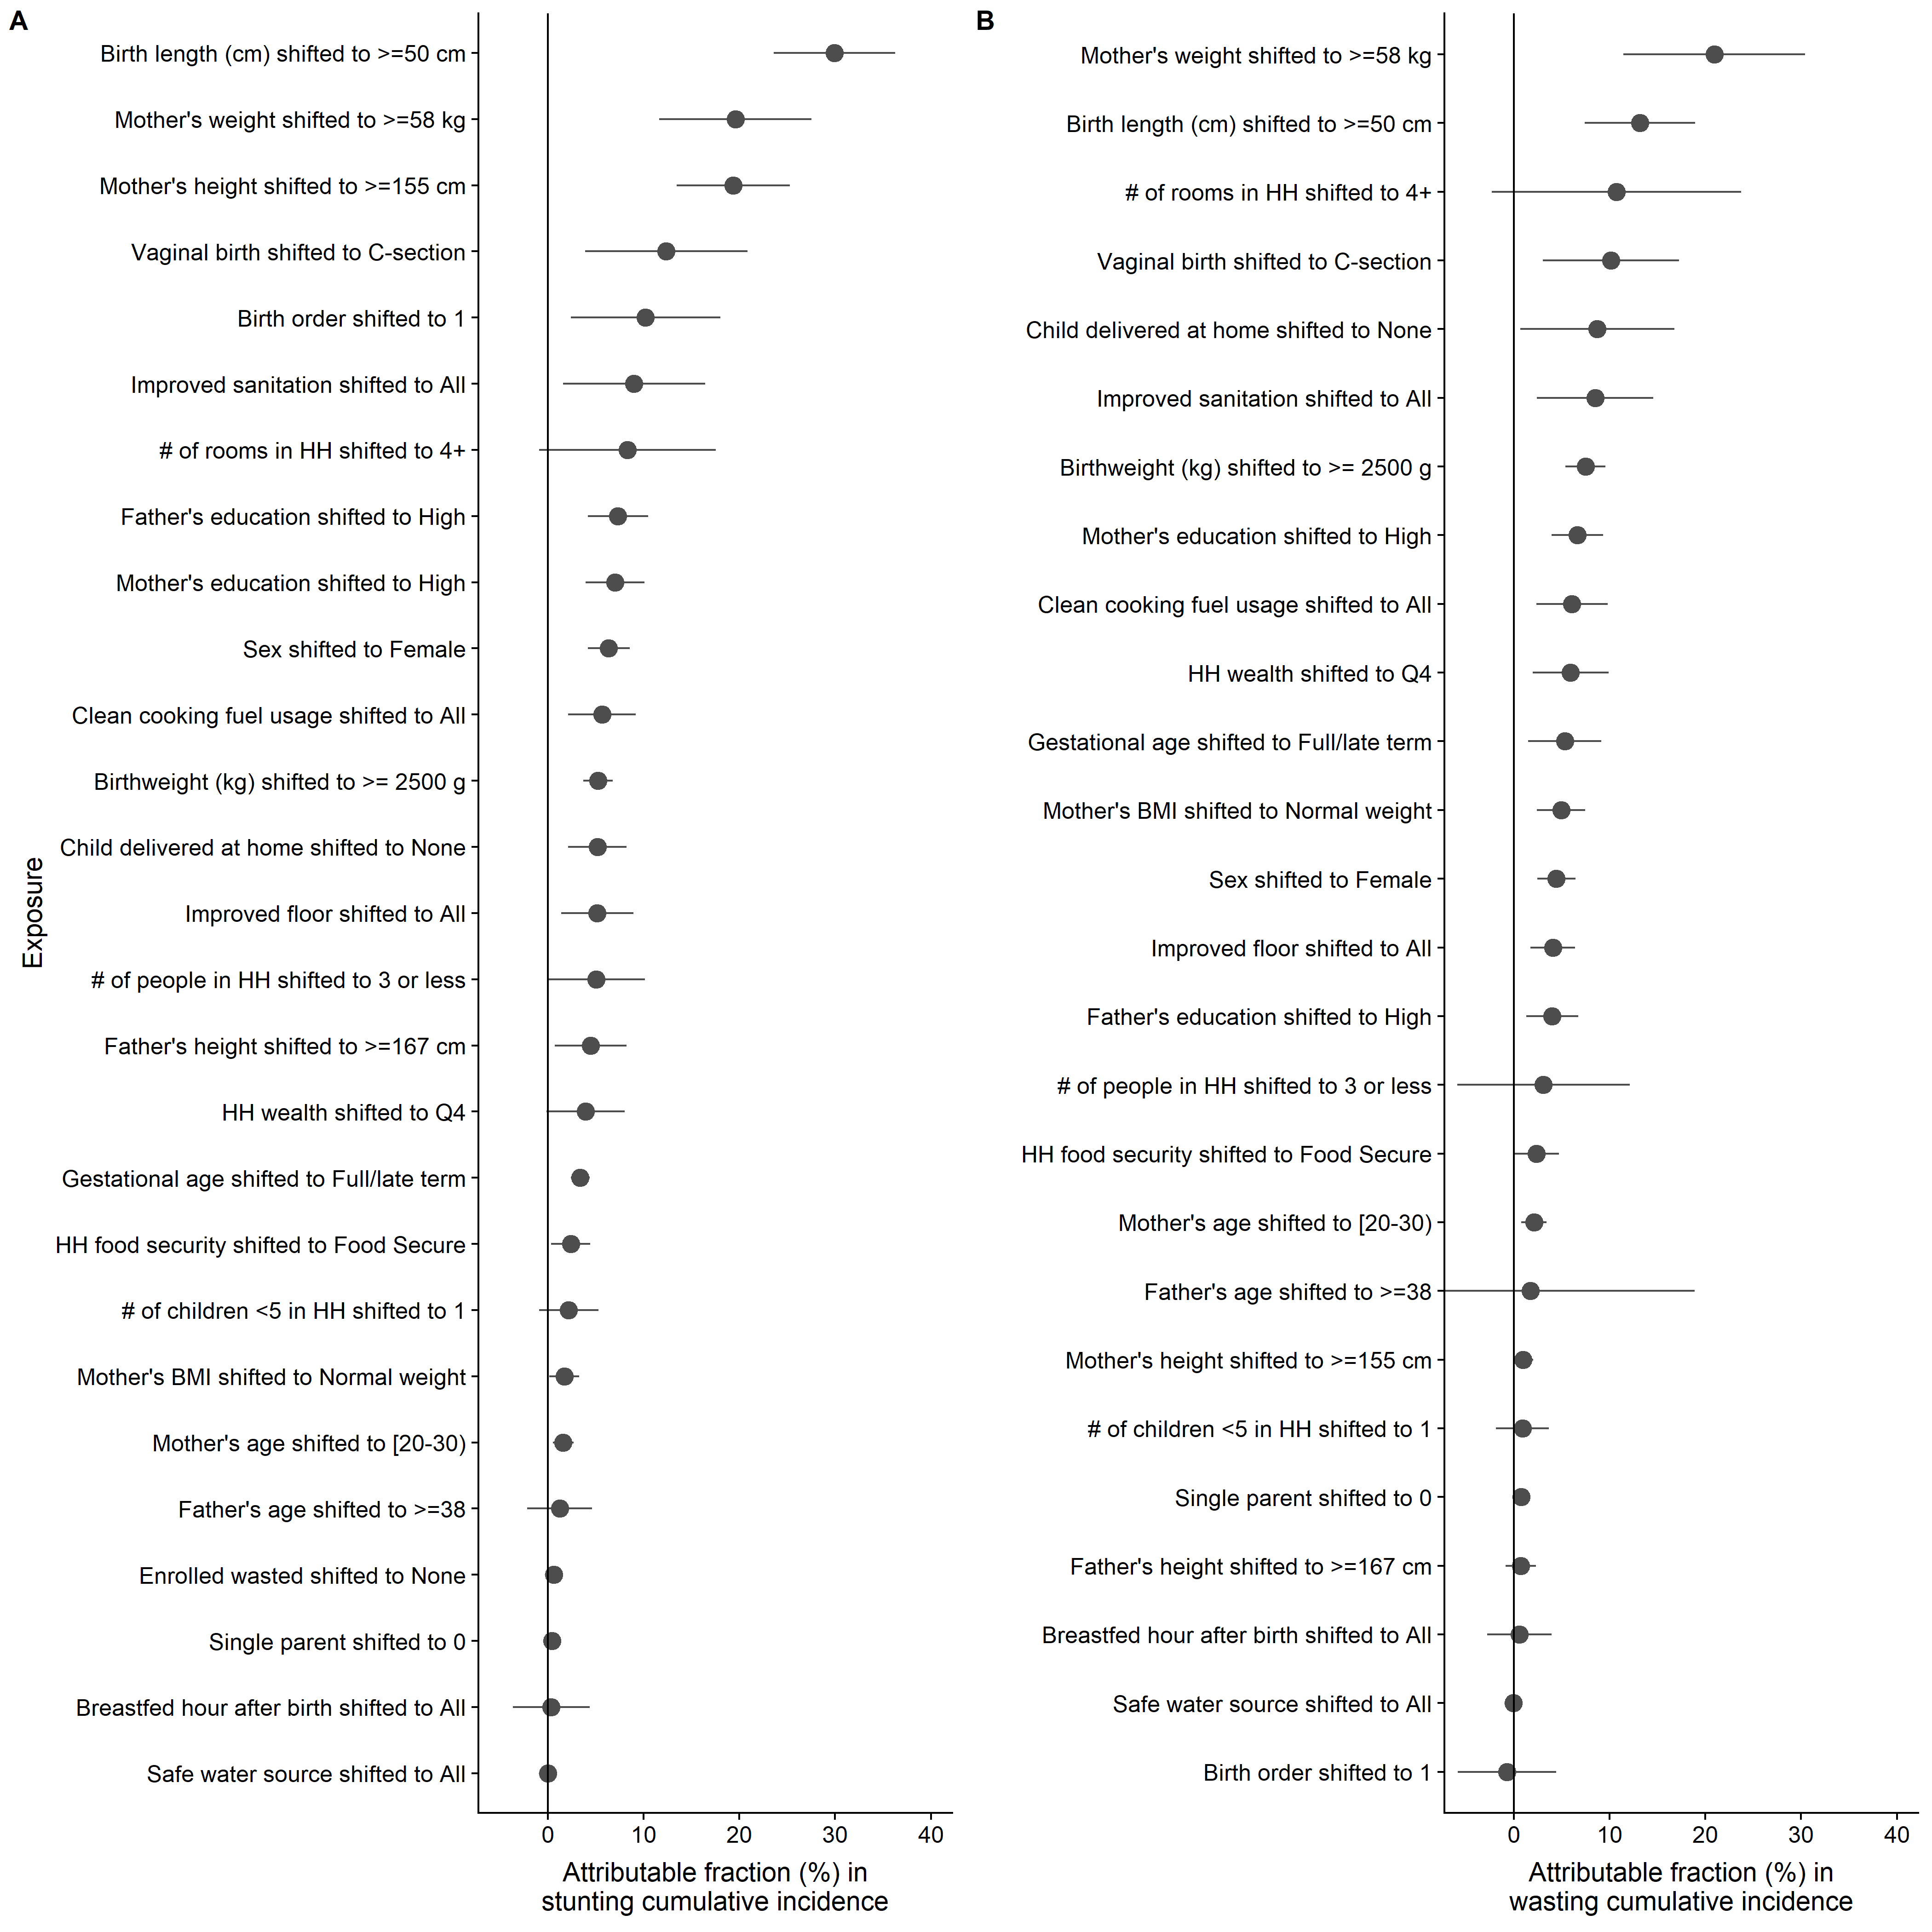 A
Birth length (cm) shifted to >=50 cm
Mother's weight shifted to >=58 kg
Mother's height shifted to >=155 cm
Vaginal birth shifted to C-section
Birth order shifted to 1
Improved sanitation shifted to All
# of rooms in HH shifted to 4+
Father's education shifted to High
Mother's education shifted to High
Sex shifted to Female
Clean cooking fuel usage shifted to All
Birthweight (kg) shifted to >= 2500 g
Child delivered at home shifted to None
Improved floor shifted to All
# of people in HH shifted to 3 or less
Father's height shifted to >=167 cm
HH wealth shifted to Q4
Gestational age shifted to Full/late term
HH food security shifted to Food Secure
# of children <5 in HH shifted to 1
Mother's BMI shifted to Normal weight
Mother's age shifted to [20-30)
Father's age shifted to >=38
Enrolled wasted shifted to None
Single parent shifted to 0
Breastfed hour after birth shifted to All
Safe water source shifted to All
Exposure
0 10 20 30 40
Attributable fraction (%) in
stunting cumulative incidence
B
Mother's weight shifted to >=58 kg
Birth length (cm) shifted to >=50 cm
# of rooms in HH shifted to 4+
Vaginal birth shifted to C-section
Child delivered at home shifted to None
Improved sanitation shifted to All
Birthweight (kg) shifted to >= 2500 g
Mother's education shifted to High
Clean cooking fuel usage shifted to All
HH wealth shifted to Q4
Gestational age shifted to Full/late term
Mother's BMI shifted to Normal weight
Sex shifted to Female
Improved floor shifted to All
Father's education shifted to High
# of people in HH shifted to 3 or less
HH food security shifted to Food Secure
Mother's age shifted to [20-30)
Father's age shifted to >=38
Mother's height shifted to >=155 cm
# of children <5 in HH shifted to 1
Single parent shifted to 0
Father's height shifted to >=167 cm
Breastfed hour after birth shifted to All
Safe water source shifted to All
Birth order shifted to 1
0 10 20 30 40
Attributable fraction (%) in
wasting cumulative incidence